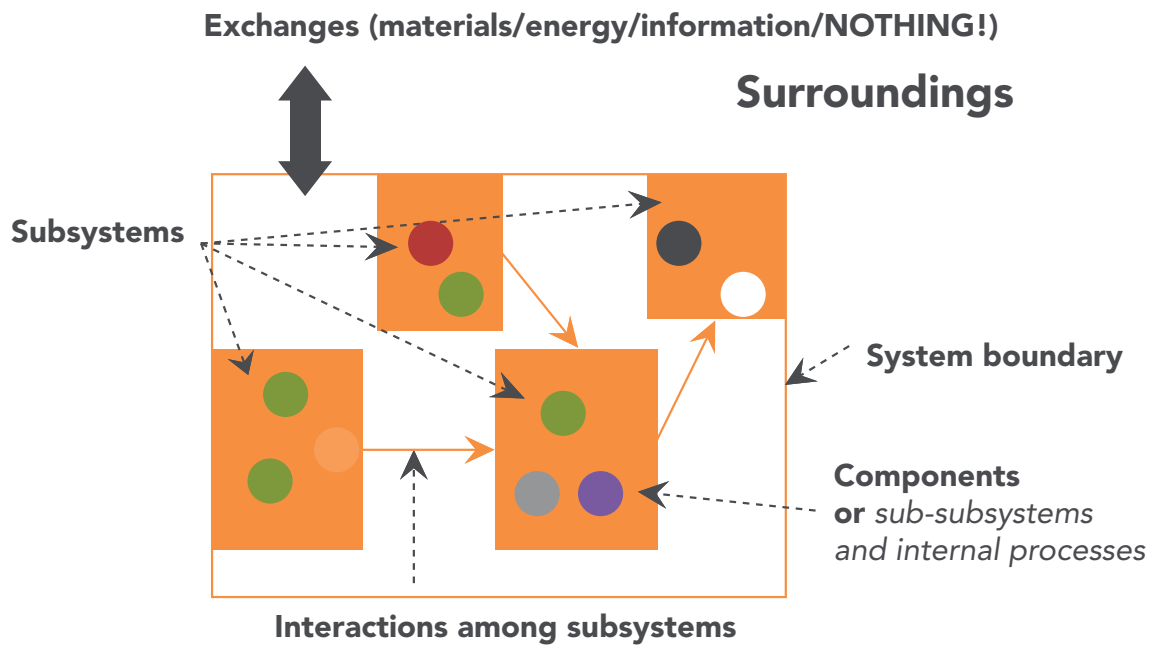 Exchanges (materials/energy/information/NOTHING!)
Surroundings
Subsystems
System boundary
Components
or sub-subsystems
and internal processes
Interactions among subsystems